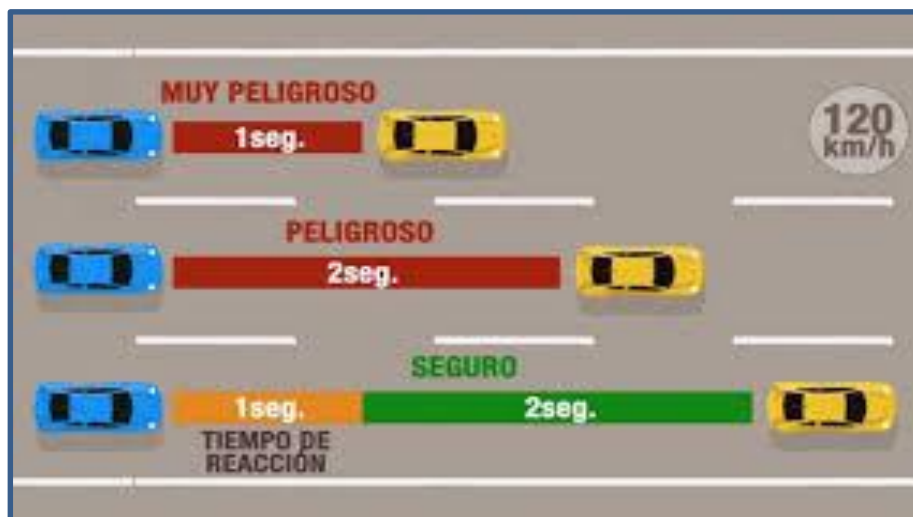 MUY PELIGROSO
1seg.
120
km/h
PELIGROSO
2seg.
SEGURO
1seg.
2seg.
TIEMPO DE
REACCIÓN